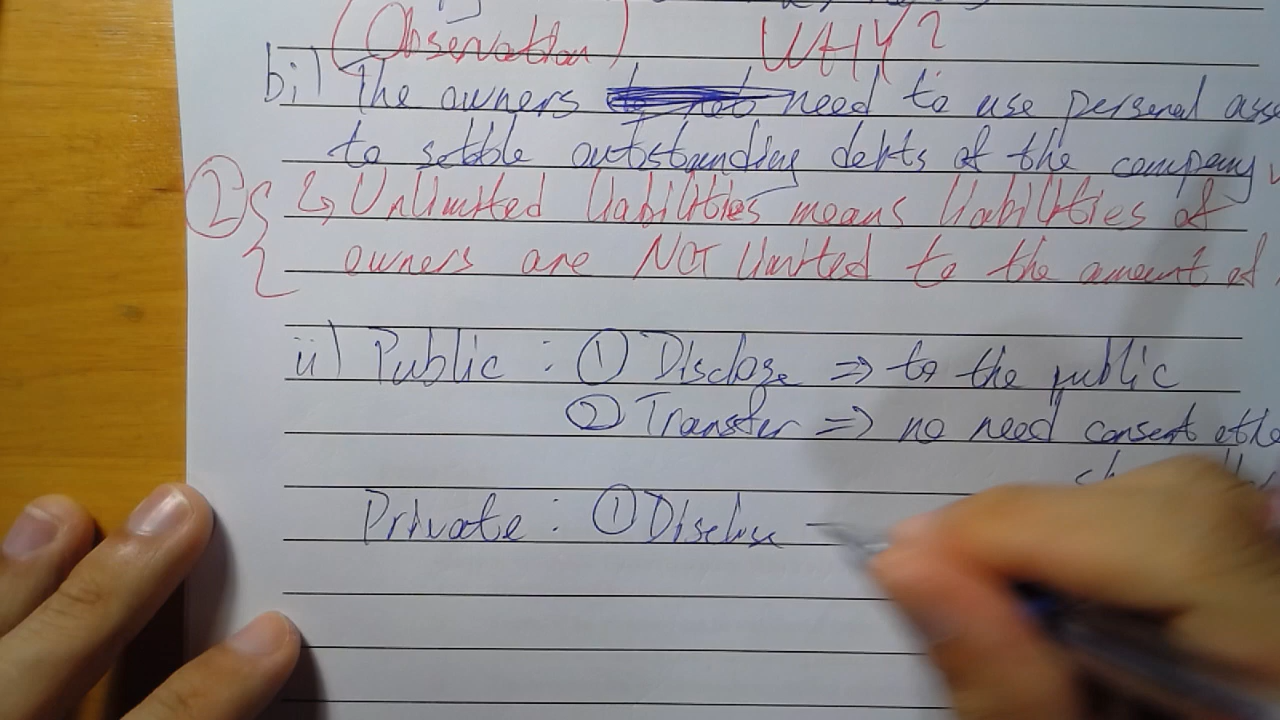 (Observation) WHY?
bi) The owners need to use personal
to settle outstanding debts of the company
② ↳ Unlimited liabilities means liabilities of
owners are NOT limited to the amount of
ii) Public : ① Disclose ⇒ to the public
② Transfer ⇒ no need consent
Private : ① Disclose